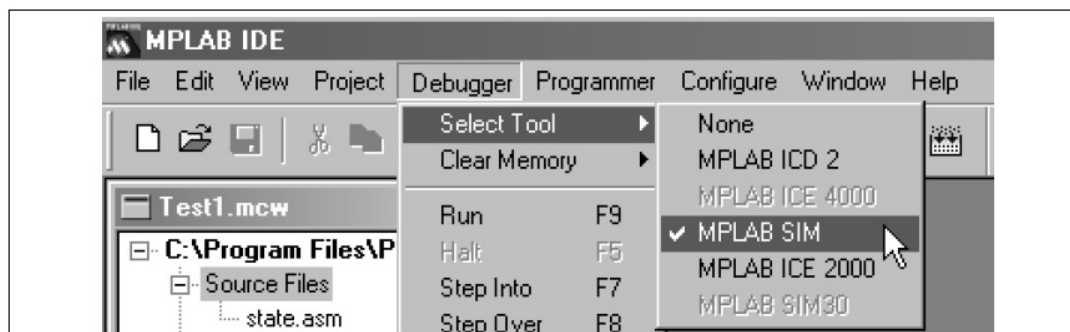 MPLAB IDE
File Edit View Project Debugger Programmer Configure Window Help
Select Tool
Clear Memory
Run F9
Halt F5
Step Into F7
Step Over F8
None
MPLAB ICD 2
MPLAB ICE 4000
MPLAB SIM
MPLAB ICE 2000
MPLAB SIM30
Test1.mcw
C:\Program Files\P
Source Files
state.asm